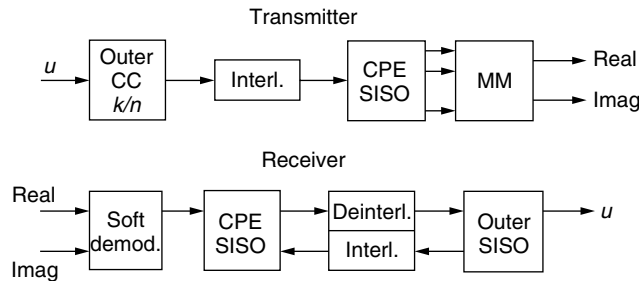 Transmitter
u
Outer
CC
k/n
Interl.
CPE
SISO
MM
Real
Imag
Receiver
Real
Imag
Soft
demod.
CPE
SISO
Deinterl.
Interl.
Outer
SISO
u